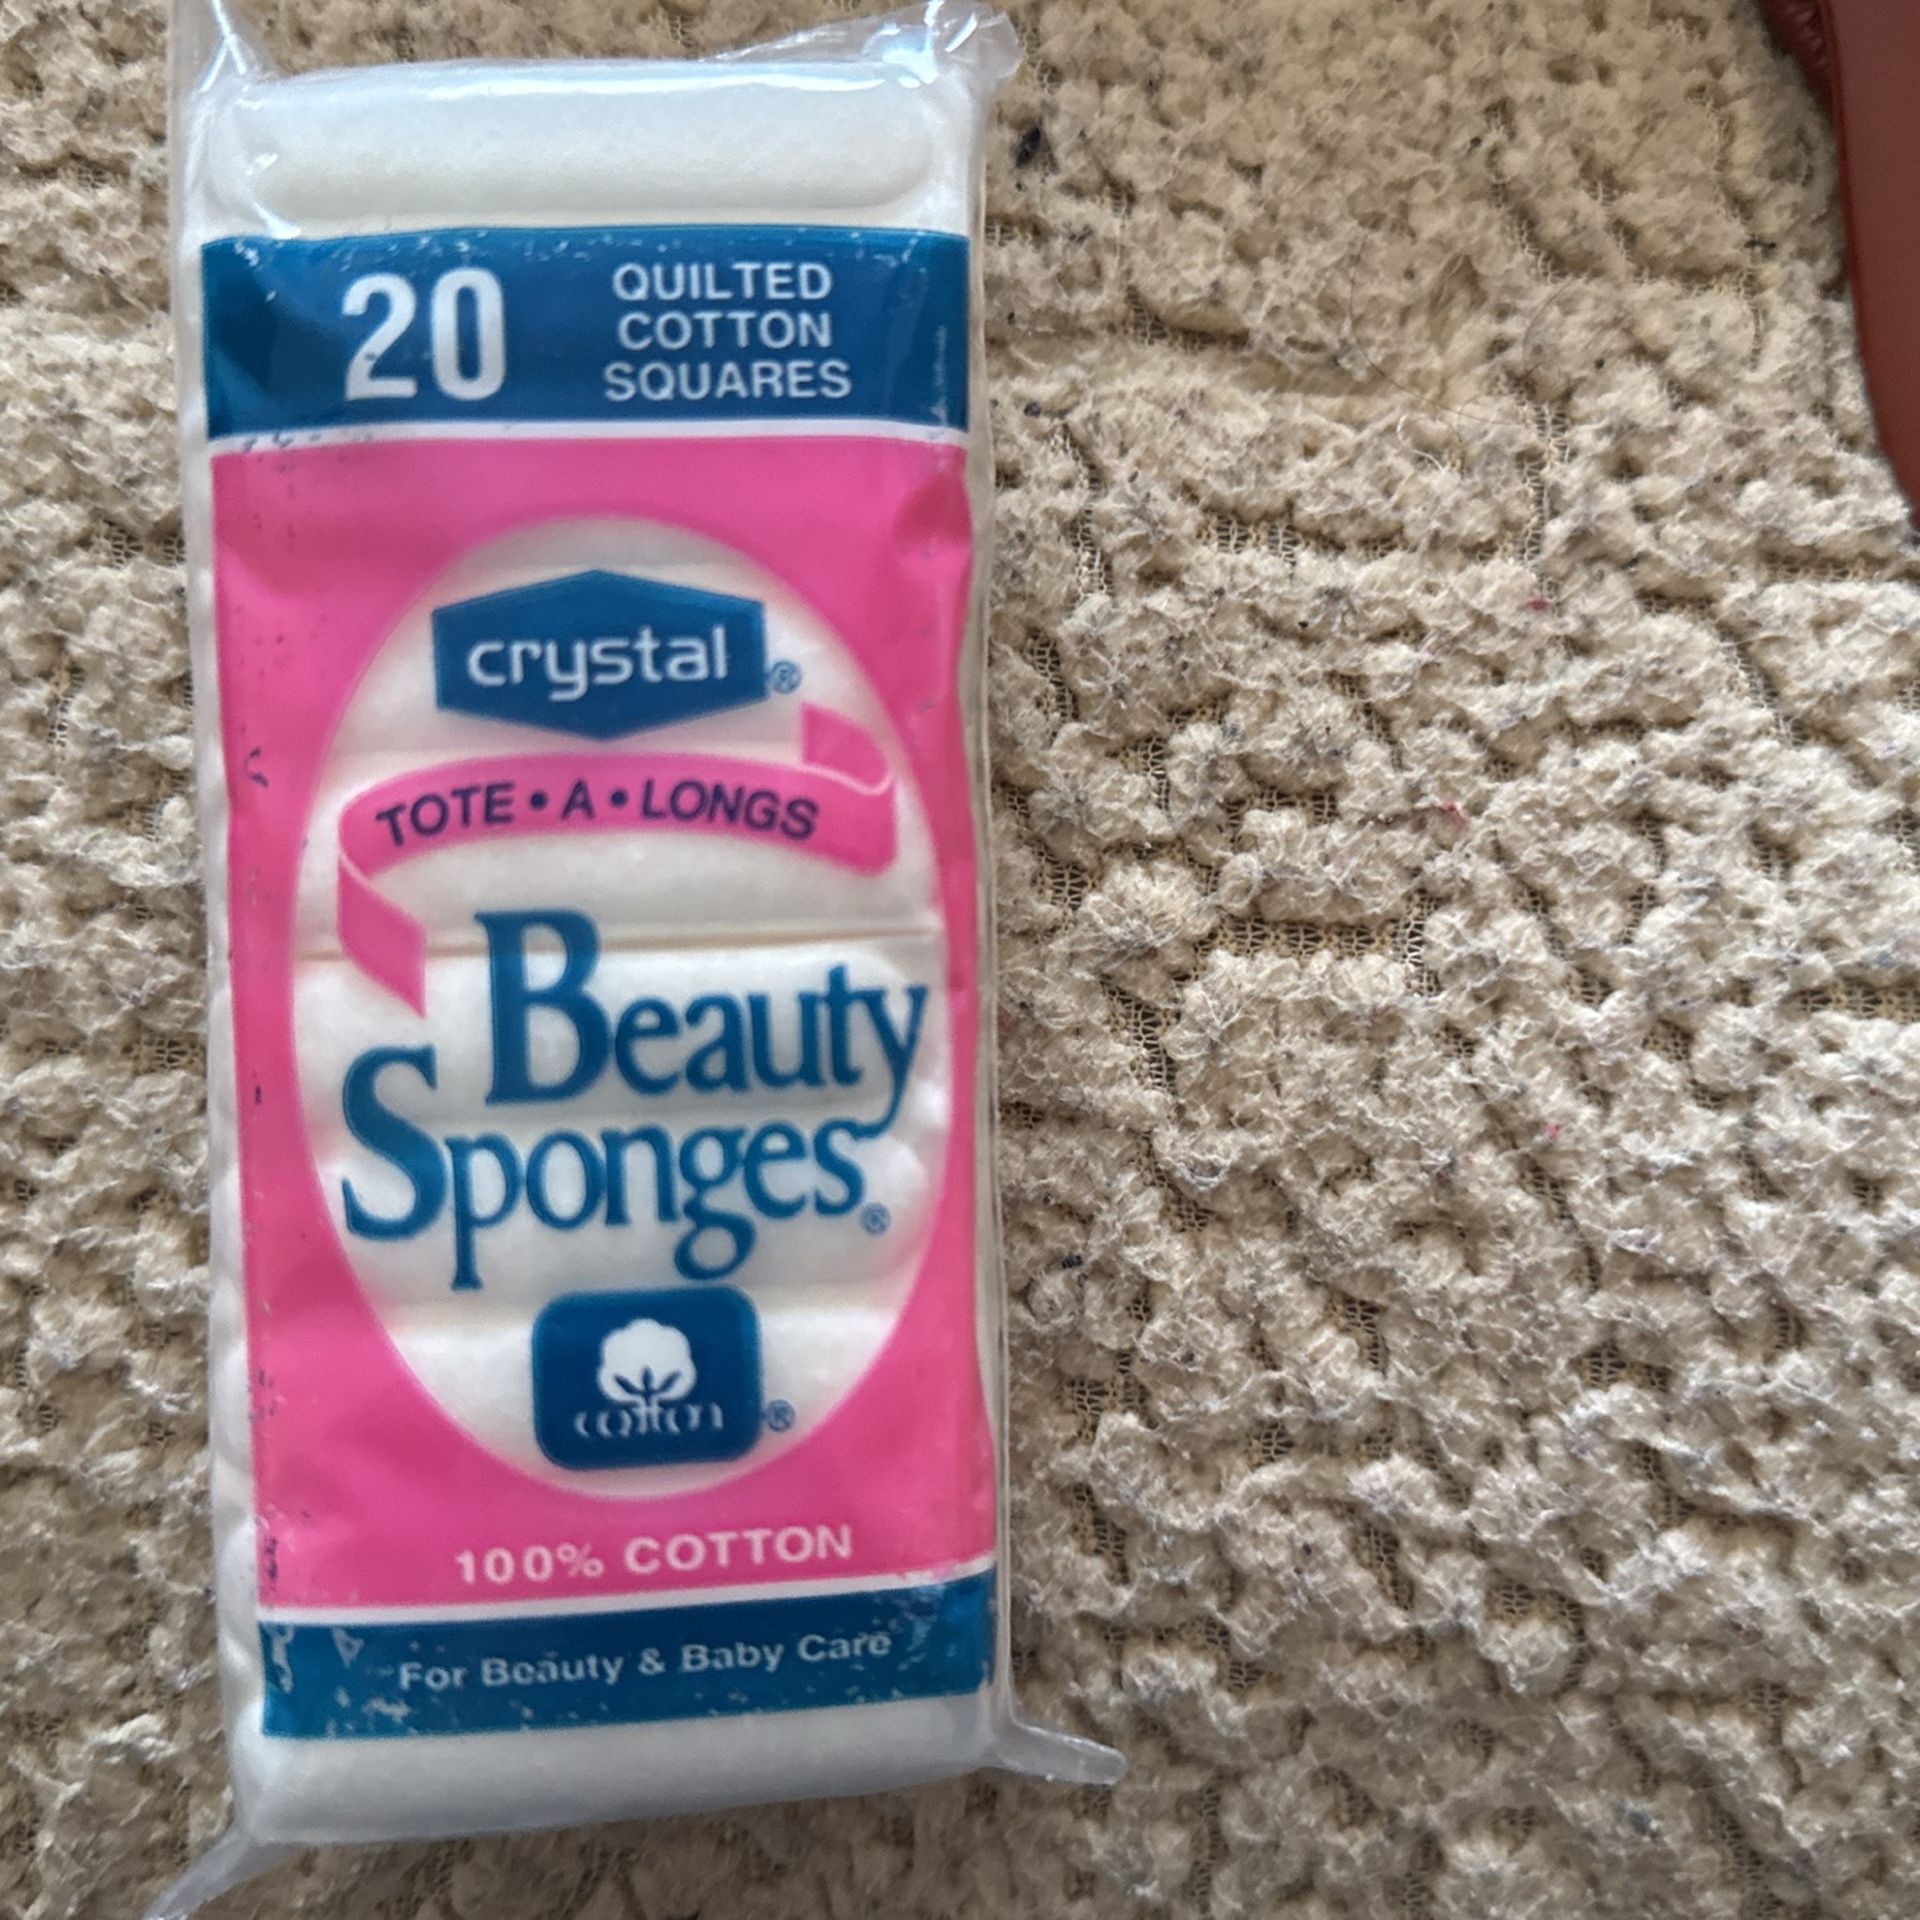 20
QUILTED
COTTON
SQUARES
crystal®
TOTE•A•LONGS
Beauty
Sponges®
cotton®
100% COTTON
For Beauty & Baby Care